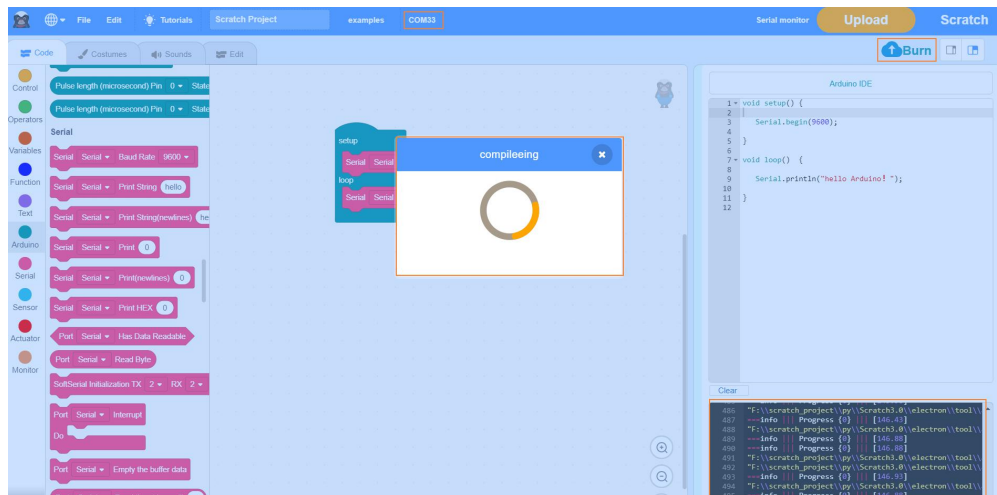 File Edit Tutorials Scratch Project examples COM33 Serial monitor Upload Scratch
Code Costumes Sounds Edit Burn
Control
Operators
Variables
Function
Text
Arduino
Serial
Sensor
Actuator
Monitor
Pulse length (microsecond) Pin 0 State
Pulse length (microsecond) Pin 0 State
Serial
Serial Serial Baud Rate 9600
Serial Serial Print String hello
Serial Serial Print String(newlines) hel
Serial Serial Print 0
Serial Serial Print(newlines) 0
Serial Serial Print HEX 0
Port Serial Has Data Readable
Port Serial Read Byte
SoftSerial Initialization TX 2 RX 2
Port Serial Interrupt
Do
Port Serial Empty the buffer data
setup
Serial Serial
loop
Serial Serial
compileeing
Arduino IDE
1 void setup() {
2
3 Serial.begin(9600);
4
5 }
6
7 void loop() {
8
9 Serial.println("hello Arduino! ");
10
11 }
12
Clear
486 "F:\\scratch_project\\py\\Scratch3.0\\electron\\tool\\
487 ---info ||| Progress {0} ||| [146.43]
488 "F:\\scratch_project\\py\\Scratch3.0\\electron\\tool\\
489 ---info ||| Progress {0} ||| [146.88]
490 ---info ||| Progress {0} ||| [146.88]
491 "F:\\scratch_project\\py\\Scratch3.0\\electron\\tool\\
492 "F:\\scratch_project\\py\\Scratch3.0\\electron\\tool\\
493 ---info ||| Progress {0} ||| [146.93]
494 "F:\\scratch_project\\py\\Scratch3.0\\electron\\tool\\